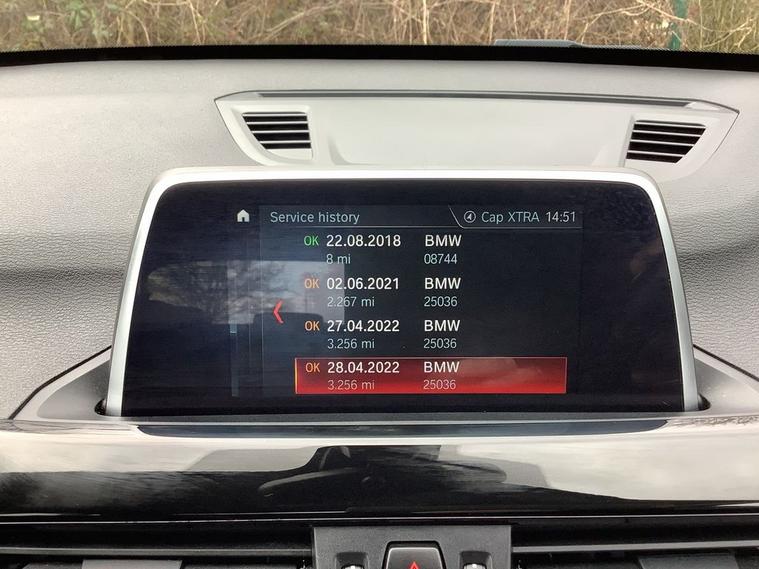 Service history
Cap XTRA 14:51
OK 22.08.2018 BMW
8 mi 08744
OK 02.06.2021 BMW
2.267 mi 25036
OK 27.04.2022 BMW
3.256 mi 25036
OK 28.04.2022 BMW
3.256 mi 25036